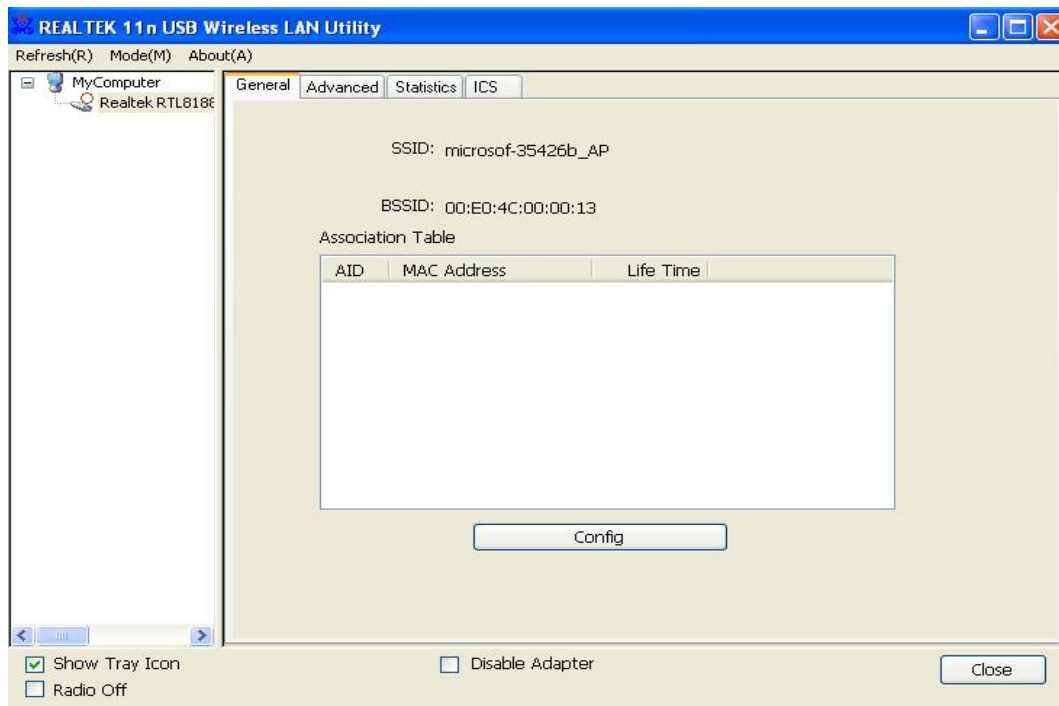 REALTEK 11n USB Wireless LAN Utility
Refresh(R) Mode(M) About(A)
MyComputer
Realtek RTL8188
General Advanced Statistics ICS
SSID: microsof-35426b_AP
BSSID: 00:E0:4C:00:00:13
Association Table
AID MAC Address Life Time
Config
Show Tray Icon
Disable Adapter
Close
Radio Off